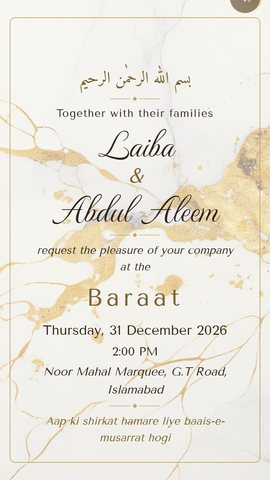 بسم الله الرحمٰن الرحيم
Together with their families
Laiba
&
Abdul Aleem
request the pleasure of your company
at the
Baraat
Thursday, 31 December 2026
2:00 PM
Noor Mahal Marquee, G.T Road,
Islamabad
Aap ki shirkat hamare liye baais-e-
musarrat hogi